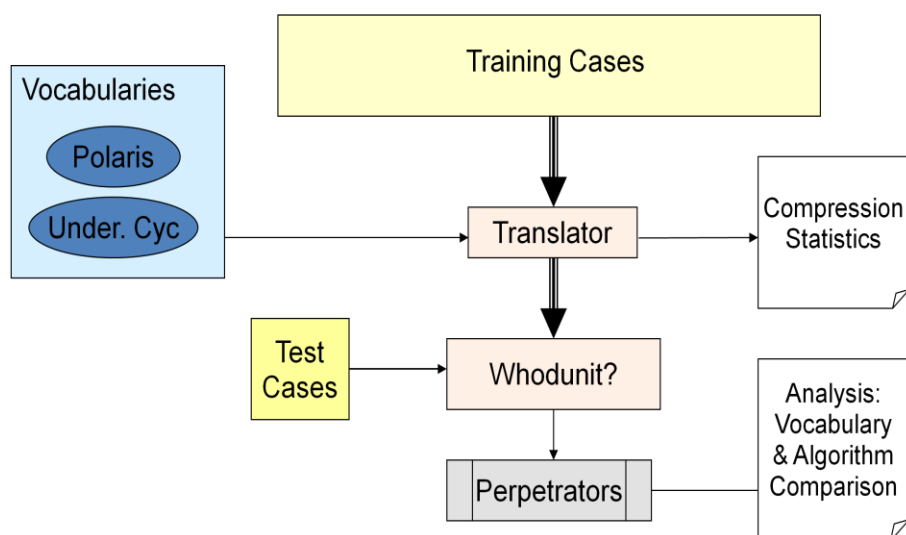 Training Cases
Vocabularies
Polaris
Under. Cyc
Translator
Compression
Statistics
Test
Cases
Whodunit?
Perpetrators
Analysis:
Vocabulary
& Algorithm
Comparison